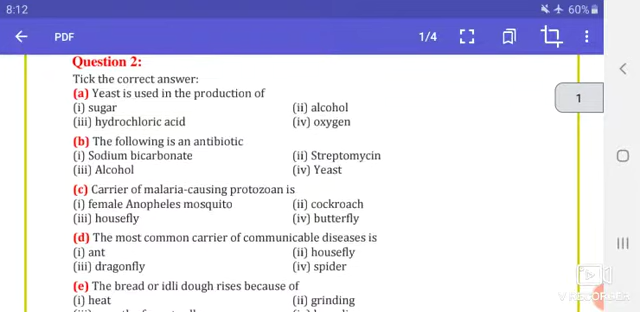 8:12 60%
PDF 1/4
Question 2:
Tick the correct answer:
(a) Yeast is used in the production of
(i) sugar (ii) alcohol
(iii) hydrochloric acid (iv) oxygen
1
(b) The following is an antibiotic
(i) Sodium bicarbonate (ii) Streptomycin
(iii) Alcohol (iv) Yeast
(c) Carrier of malaria-causing protozoan is
(i) female Anopheles mosquito (ii) cockroach
(iii) housefly (iv) butterfly
(d) The most common carrier of communicable diseases is
(i) ant (ii) housefly
(iii) dragonfly (iv) spider
(e) The bread or idli dough rises because of
(i) heat (ii) grinding
V RECORDER